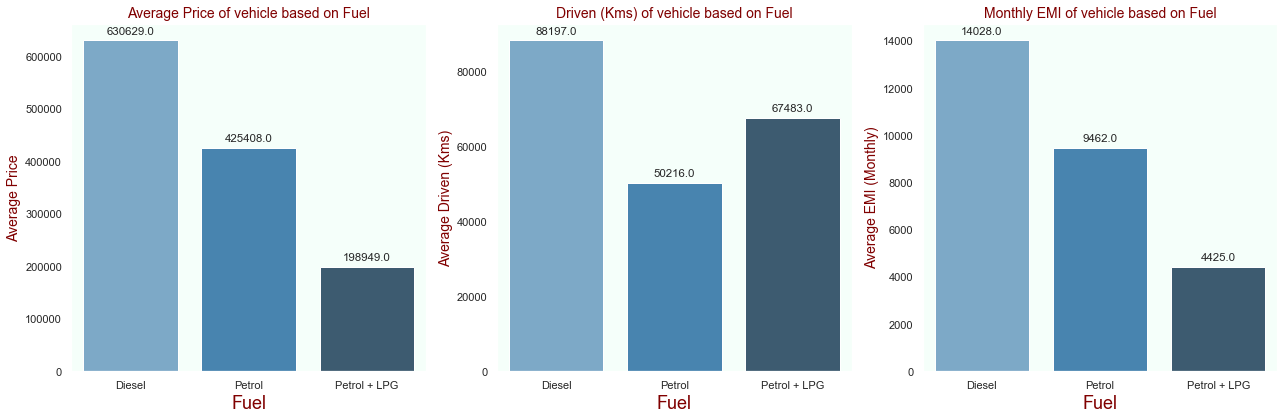 Average Price of vehicle based on Fuel
Average Price
600000
500000
400000
300000
200000
100000
0
630629.0
425408.0
198949.0
Diesel
Petrol
Petrol + LPG
Fuel
Driven (Kms) of vehicle based on Fuel
Average Driven (Kms)
80000
60000
40000
20000
0
88197.0
50216.0
67483.0
Diesel
Petrol
Petrol + LPG
Fuel
Monthly EMI of vehicle based on Fuel
Average EMI (Monthly)
14000
12000
10000
8000
6000
4000
2000
0
14028.0
9462.0
4425.0
Diesel
Petrol
Petrol + LPG
Fuel